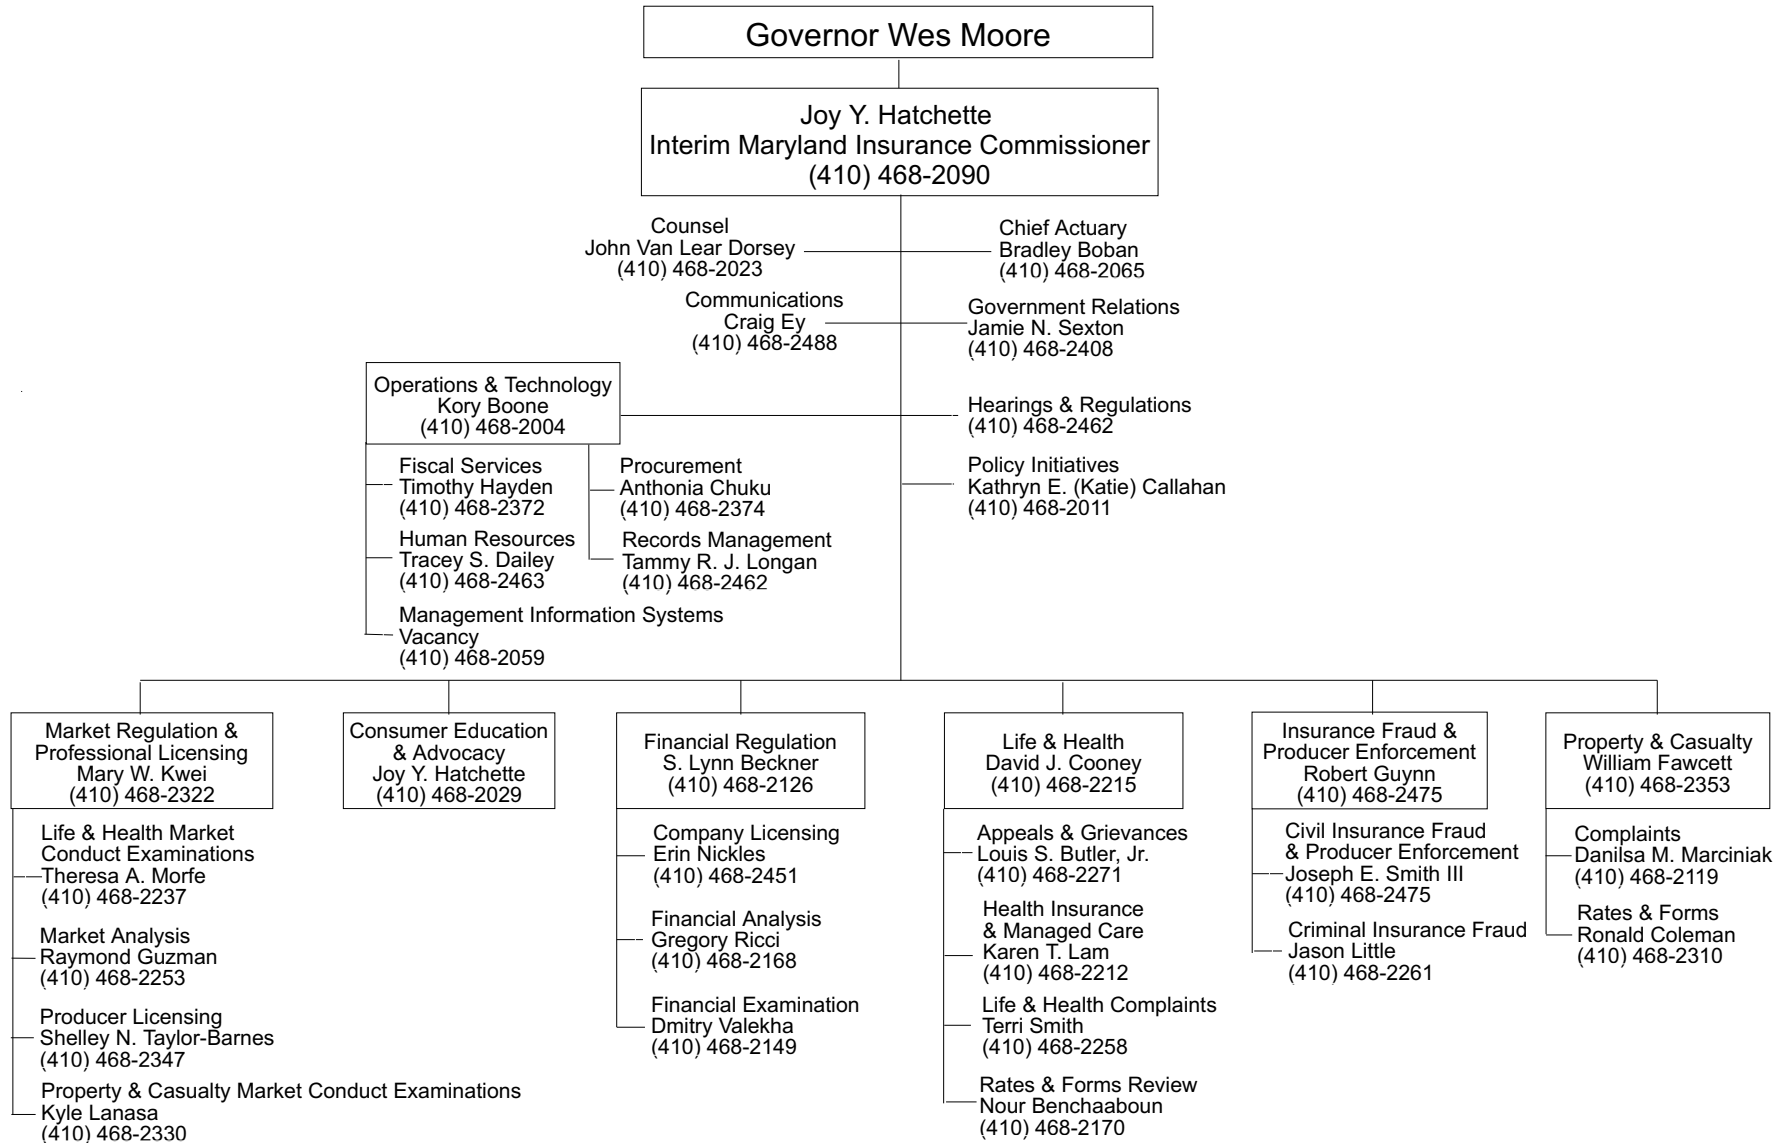 Governor Wes Moore
Joy Y. Hatchette
Interim Maryland Insurance Commissioner
(410) 468-2090
Counsel
John Van Lear Dorsey
(410) 468-2023
Chief Actuary
Bradley Boban
(410) 468-2065
Communications
Craig Ey
(410) 468-2488
Government Relations
Jamie N. Sexton
(410) 468-2408
Operations & Technology
Kory Boone
(410) 468-2004
Hearings & Regulations
(410) 468-2462
Fiscal Services
Timothy Hayden
(410) 468-2372
Procurement
Anthonia Chuku
(410) 468-2374
Policy Initiatives
Kathryn E. (Katie) Callahan
(410) 468-2011
Human Resources
Tracey S. Dailey
(410) 468-2463
Records Management
Tammy R. J. Longan
(410) 468-2462
Management Information Systems
Vacancy
(410) 468-2059
Market Regulation &
Professional Licensing
Mary W. Kwei
(410) 468-2322
Life & Health Market
Conduct Examinations
Theresa A. Morfe
(410) 468-2237
Market Analysis
Raymond Guzman
(410) 468-2253
Producer Licensing
Shelley N. Taylor-Barnes
(410) 468-2347
Property & Casualty Market Conduct Examinations
Kyle Lanasa
(410) 468-2330
Consumer Education
& Advocacy
Joy Y. Hatchette
(410) 468-2029
Financial Regulation
S. Lynn Beckner
(410) 468-2126
Company Licensing
Erin Nickles
(410) 468-2451
Financial Analysis
Gregory Ricci
(410) 468-2168
Financial Examination
Dmitry Valekha
(410) 468-2149
Life & Health
David J. Cooney
(410) 468-2215
Appeals & Grievances
Louis S. Butler, Jr.
(410) 468-2271
Health Insurance
& Managed Care
Karen T. Lam
(410) 468-2212
Life & Health Complaints
Terri Smith
(410) 468-2258
Rates & Forms Review
Nour Benchaaboun
(410) 468-2170
Insurance Fraud &
Producer Enforcement
Robert Guynn
(410) 468-2475
Civil Insurance Fraud
& Producer Enforcement
Joseph E. Smith III
(410) 468-2475
Criminal Insurance Fraud
Jason Little
(410) 468-2261
Property & Casualty
William Fawcett
(410) 468-2353
Complaints
Danilsa M. Marciniak
(410) 468-2119
Rates & Forms
Ronald Coleman
(410) 468-2310